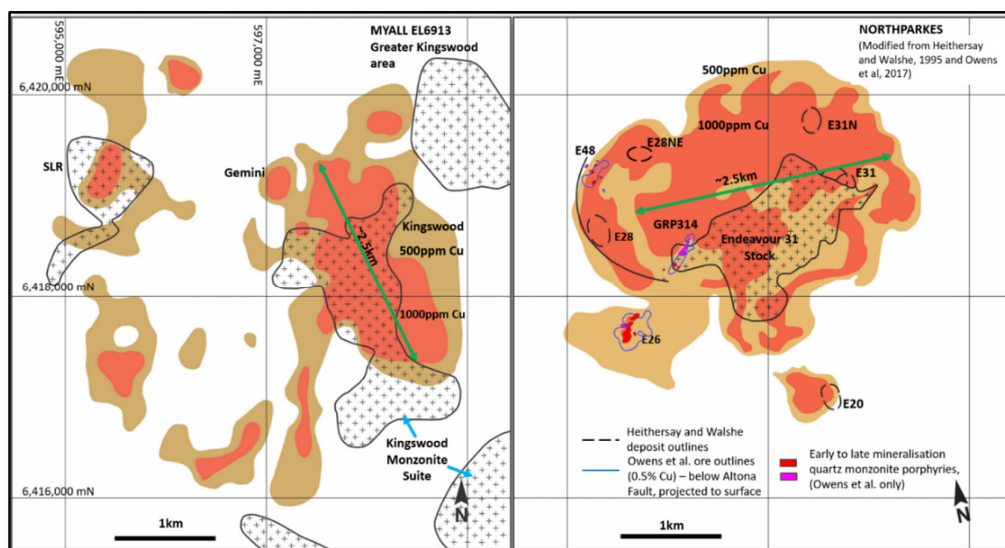 595,000 mE
597,000 mE
MYALL EL6913
Greater Kingswood
area
6,420,000 mN
SLR
Gemini
Kingswood
~2.5km
500ppm Cu
6,418,000 mN
1000ppm Cu
Kingswood
Monzonite
Suite
6,416,000 mN
N
1km
NORTHPARKES
(Modified from Heithersay
and Walshe, 1995 and Owens
et al, 2017)
500ppm Cu
1000ppm Cu
E31N
E48
E28NE
~2.5km
E31
GRP314
E28
Endeavour 31
Stock
E26
E20
Heithersay and Walshe
deposit outlines
Owens et al. ore outlines
(0.5% Cu) – below Altona
Fault, projected to surface
Early to late mineralisation
quartz monzonite porphyries,
(Owens et al. only)
N
1km